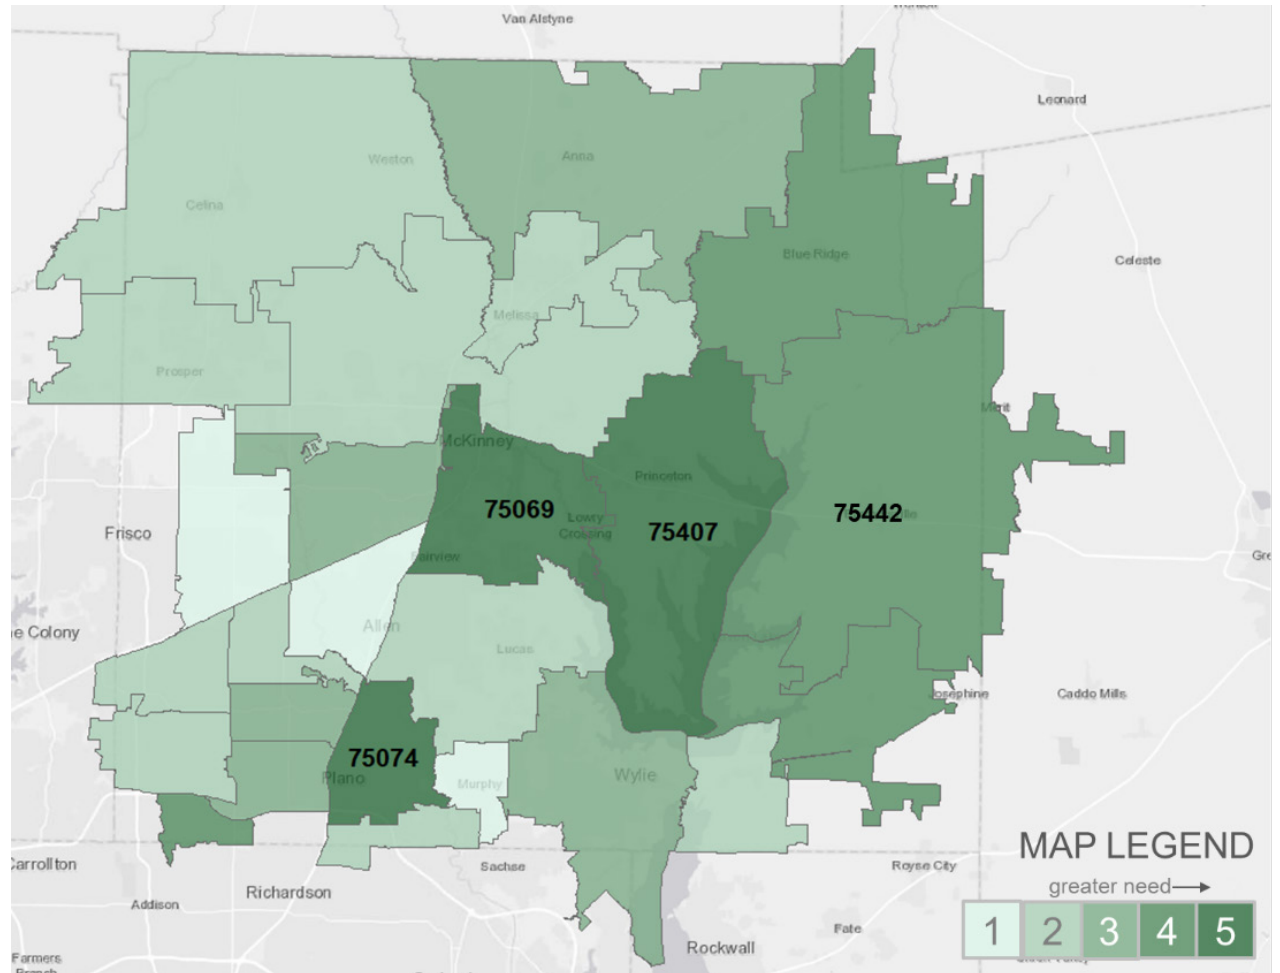 Van Alstyne
Leonard
Weston
Anna
Celina
Blue Ridge
Celeste
Melissa
Prosper
Merit
McKinney
Princeton
75069
75442
Lowry
Crossing
75407
Frisco
Fairview
e Colony
Allen
Lucas
Josephine
Caddo Mills
75074
Plano
Murphy
Wylie
MAP LEGEND
Carrollton
Sachse
Royse City
greater need
Richardson
Addison
Fate
1 2 3 4 5
Rockwall
Farmers
Branch